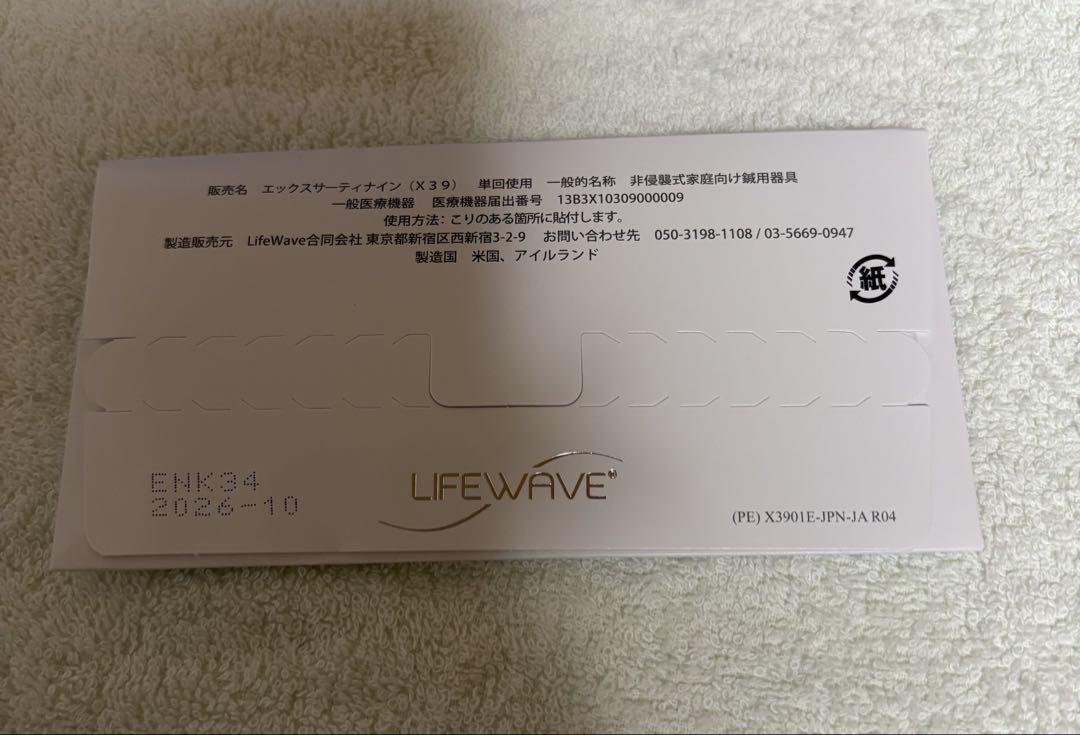 販売名 エックスサーティナイン（X39） 単回使用 一般的名称 非侵襲式家庭向け鍼用器具
一般医療機器 医療機器届出番号 13B3X10309000009
使用方法：こりのある箇所に貼付します。
製造販売元 LifeWave合同会社 東京都新宿区西新宿3-2-9 お問い合わせ先 050-3198-1108 / 03-5669-0947
製造国 米国、アイルランド
紙
ENK34
2026-10
LIFEWAVE®
(PE) X3901E-JPN-JA R04